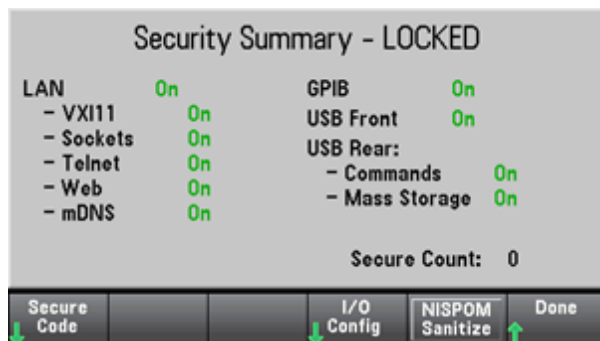 Security Summary - LOCKED
LAN On
- VXI11 On
- Sockets On
- Telnet On
- Web On
- mDNS On
GPIB On
USB Front On
USB Rear:
- Commands On
- Mass Storage On
Secure Count: 0
Secure
Code
I/O
Config
NISPOM
Sanitize
Done